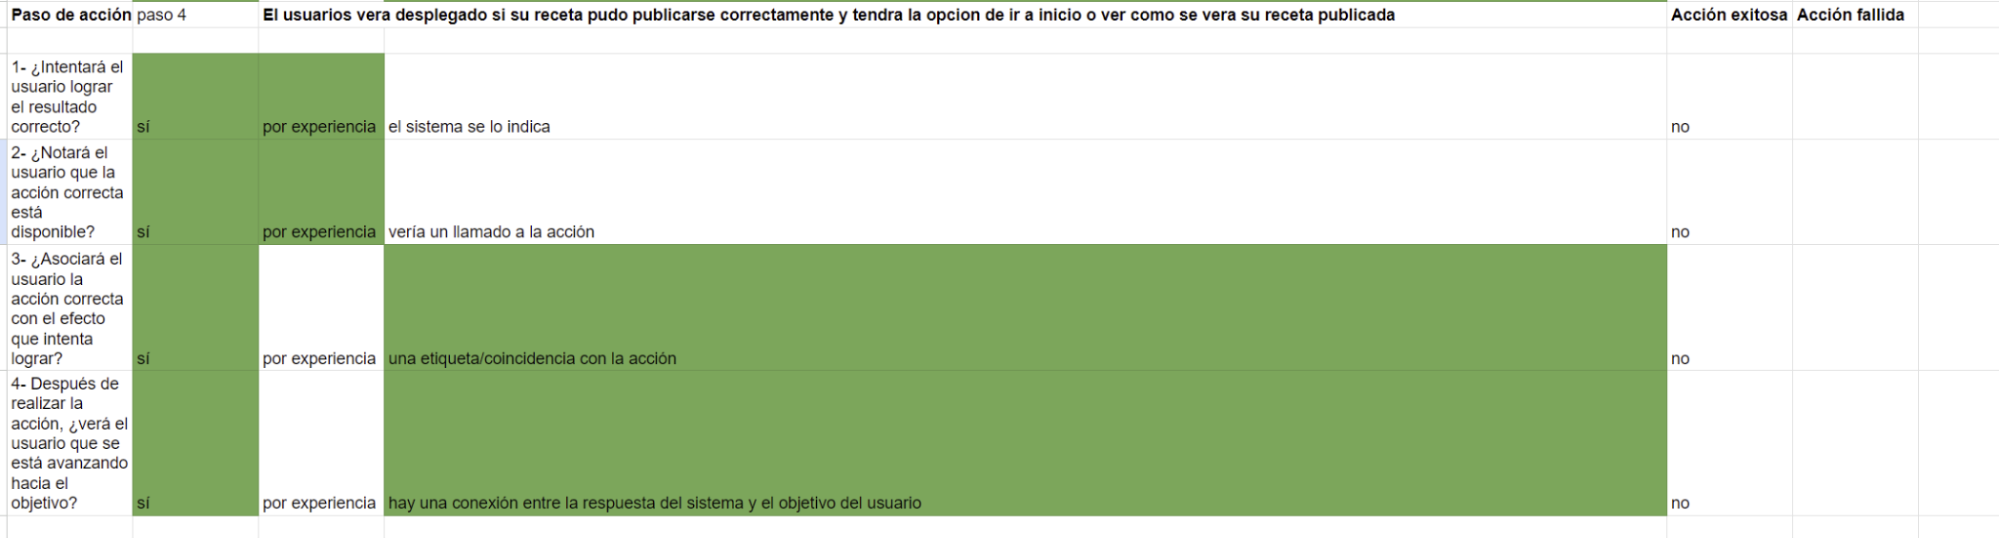 Paso de acción paso 4 El usuarios vera desplegado si su receta pudo publicarse correctamente y tendra la opcion de ir a inicio o ver como se vera su receta publicada Acción exitosa Acción fallida
1- ¿Intentará el
usuario lograr
el resultado
correcto? sí por experiencia el sistema se lo indica no
2- ¿Notará el
usuario que la
acción correcta
está
disponible? sí por experiencia vería un llamado a la acción no
3- ¿Asociará el
usuario la
acción correcta
con el efecto
que intenta
lograr? sí por experiencia una etiqueta/coincidencia con la acción no
4- Después de
realizar la
acción, ¿verá el
usuario que se
está avanzando
hacia el
objetivo? sí por experiencia hay una conexión entre la respuesta del sistema y el objetivo del usuario no